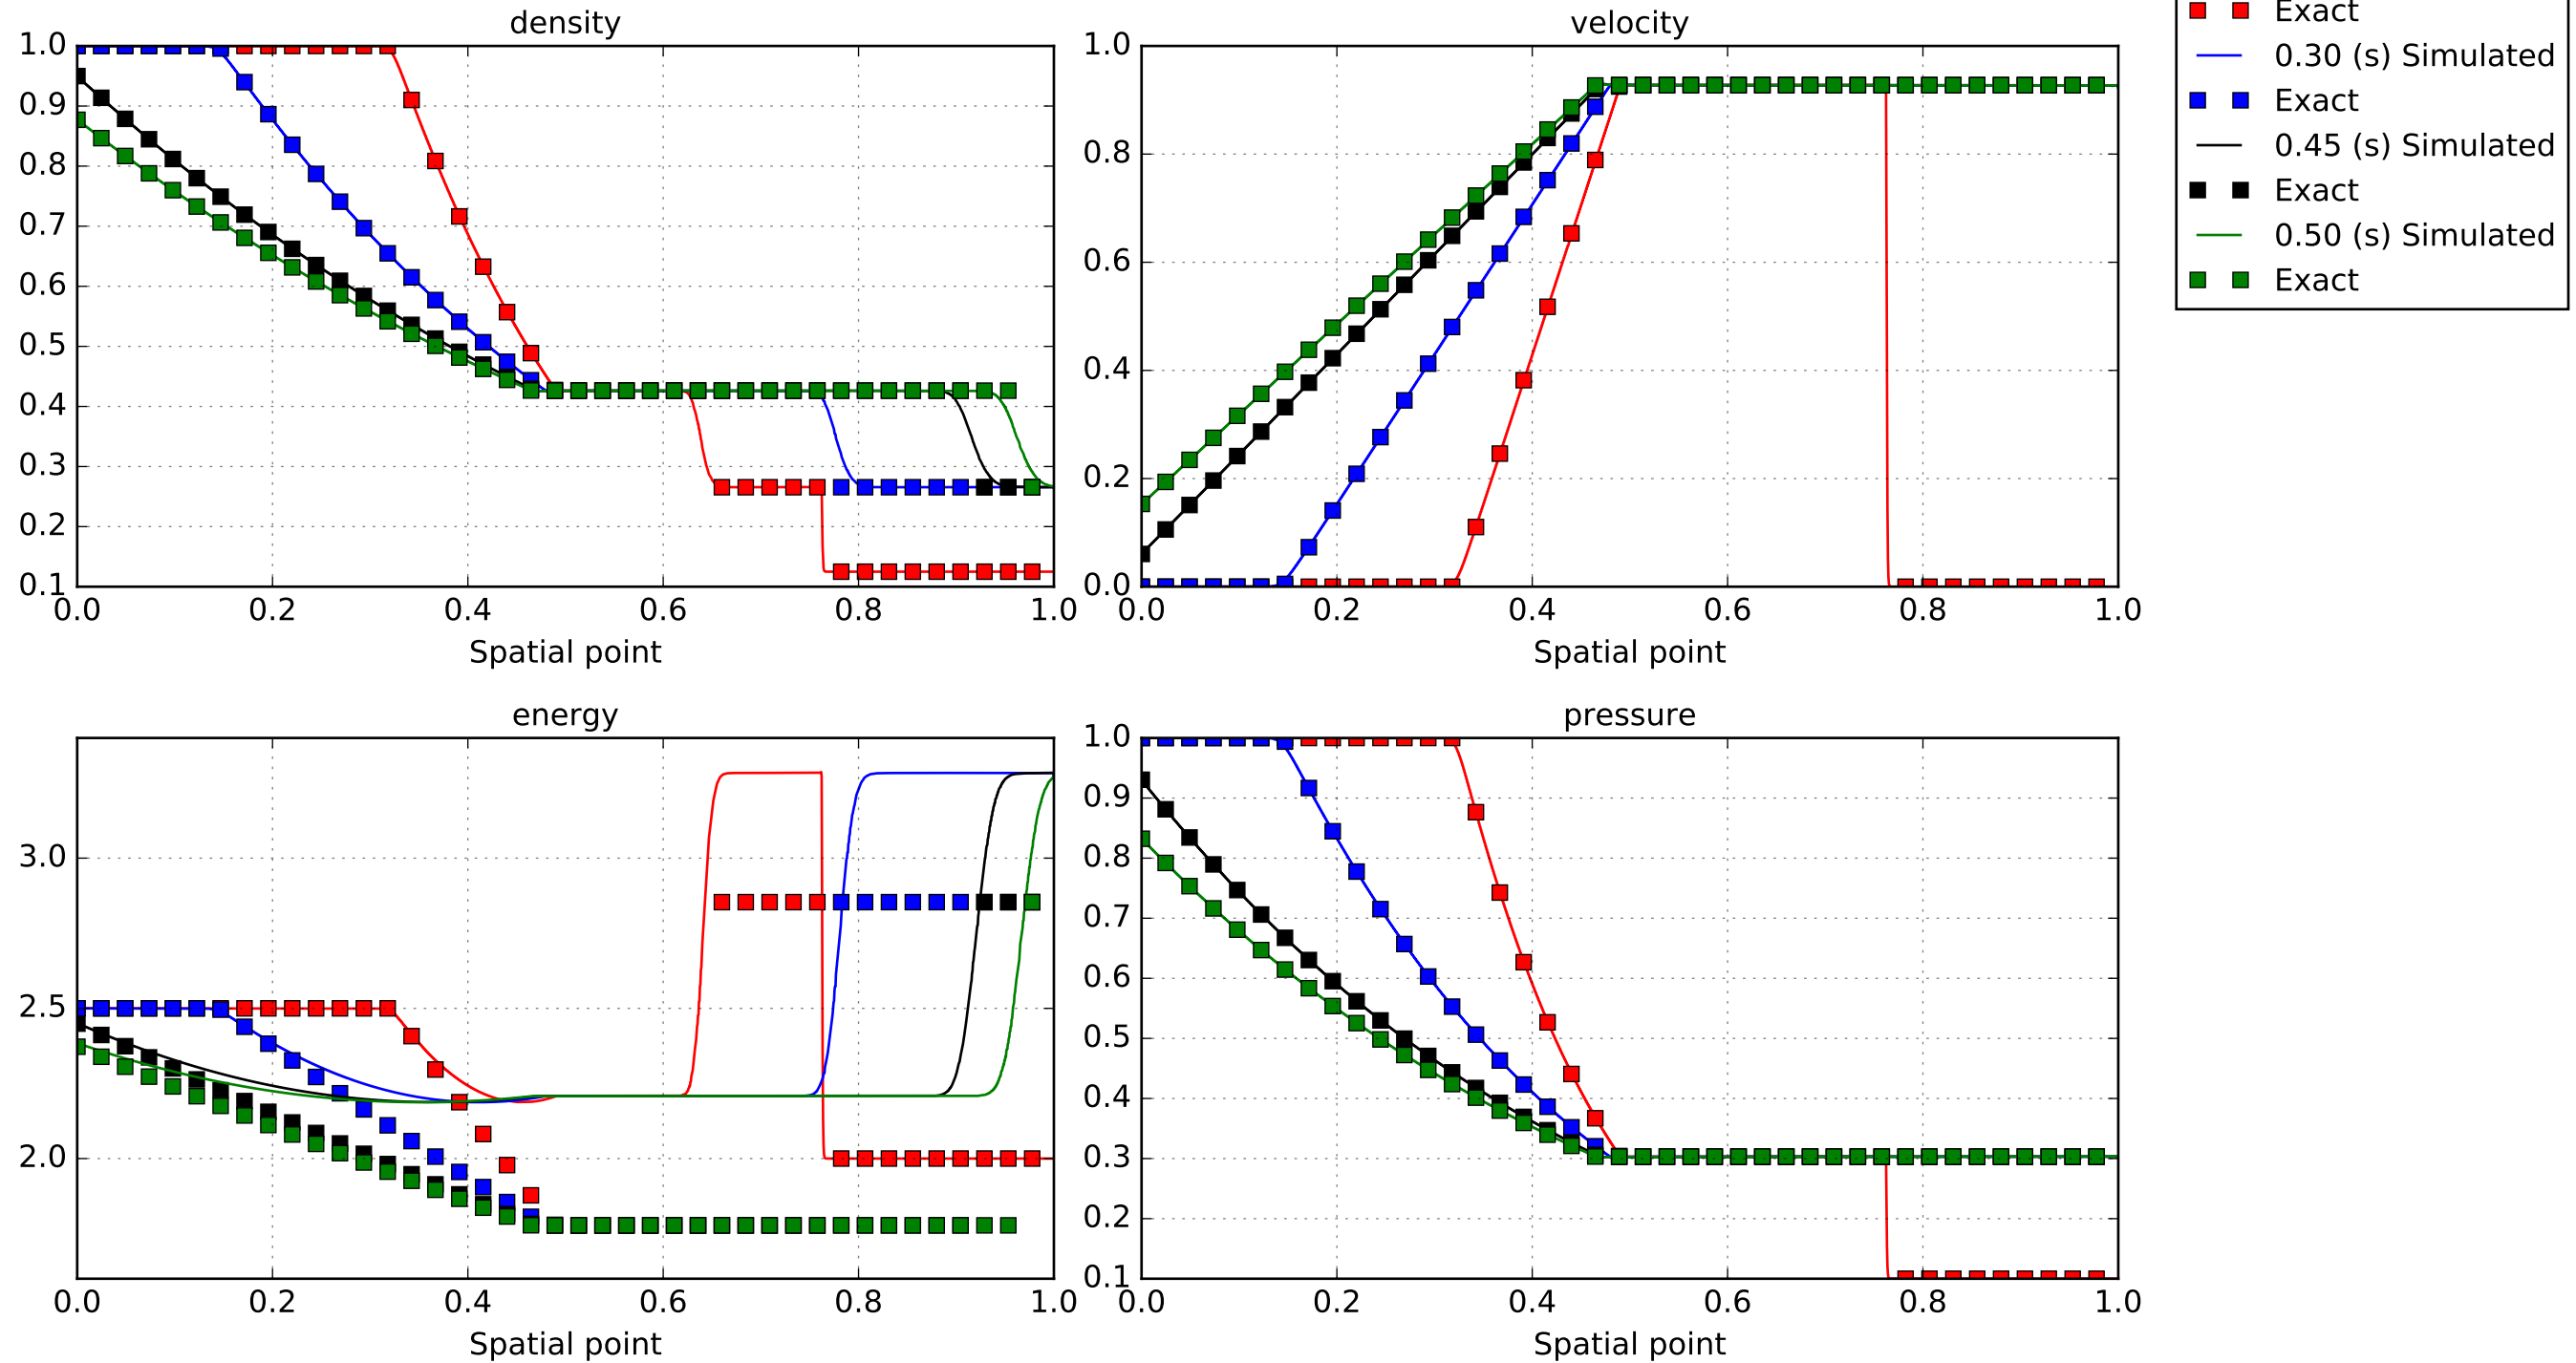 density
1.0
0.9
0.8
0.7
0.6
0.5
0.4
0.3
0.2
0.1
0.0 0.2 0.4 0.6 0.8 1.0
Spatial point
velocity
1.0
0.8
0.6
0.4
0.2
0.0
0.0 0.2 0.4 0.6 0.8 1.0
Spatial point
Exact
0.30 (s) Simulated
Exact
0.45 (s) Simulated
Exact
0.50 (s) Simulated
Exact
energy
3.0
2.5
2.0
0.0 0.2 0.4 0.6 0.8 1.0
Spatial point
pressure
1.0
0.9
0.8
0.7
0.6
0.5
0.4
0.3
0.2
0.1
0.0 0.2 0.4 0.6 0.8 1.0
Spatial point